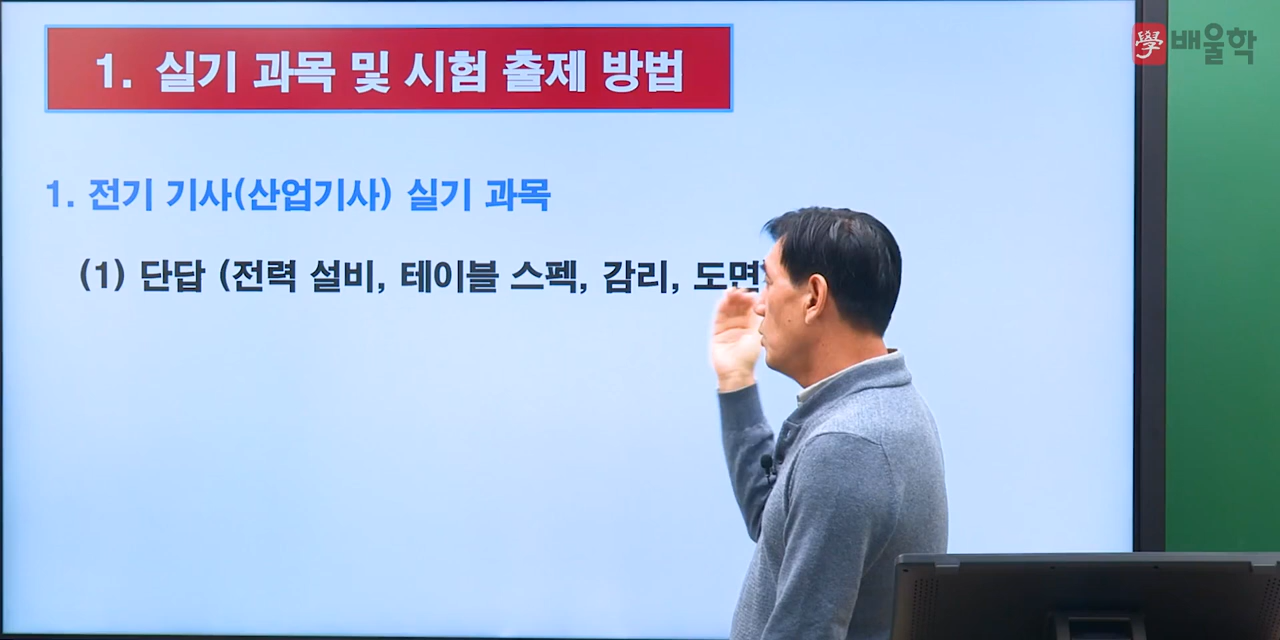 學 배울학
1. 실기 과목 및 시험 출제 방법
1. 전기 기사(산업기사) 실기 과목
(1) 단답 (전력 설비, 테이블 스펙, 감리, 도면